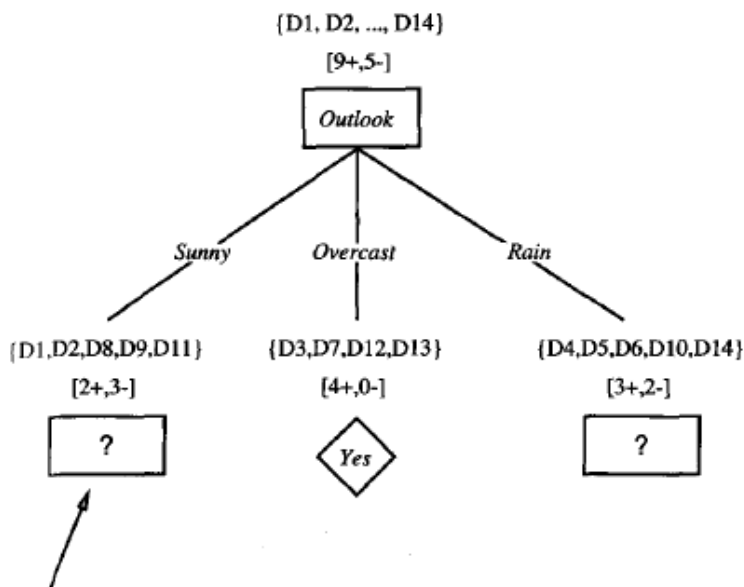 {D1, D2, ..., D14}
[9+,5-]
Outlook
Sunny Overcast Rain
{D1,D2,D8,D9,D11} {D3,D7,D12,D13} {D4,D5,D6,D10,D14}
[2+,3-] [4+,0-] [3+,2-]
? Yes ?